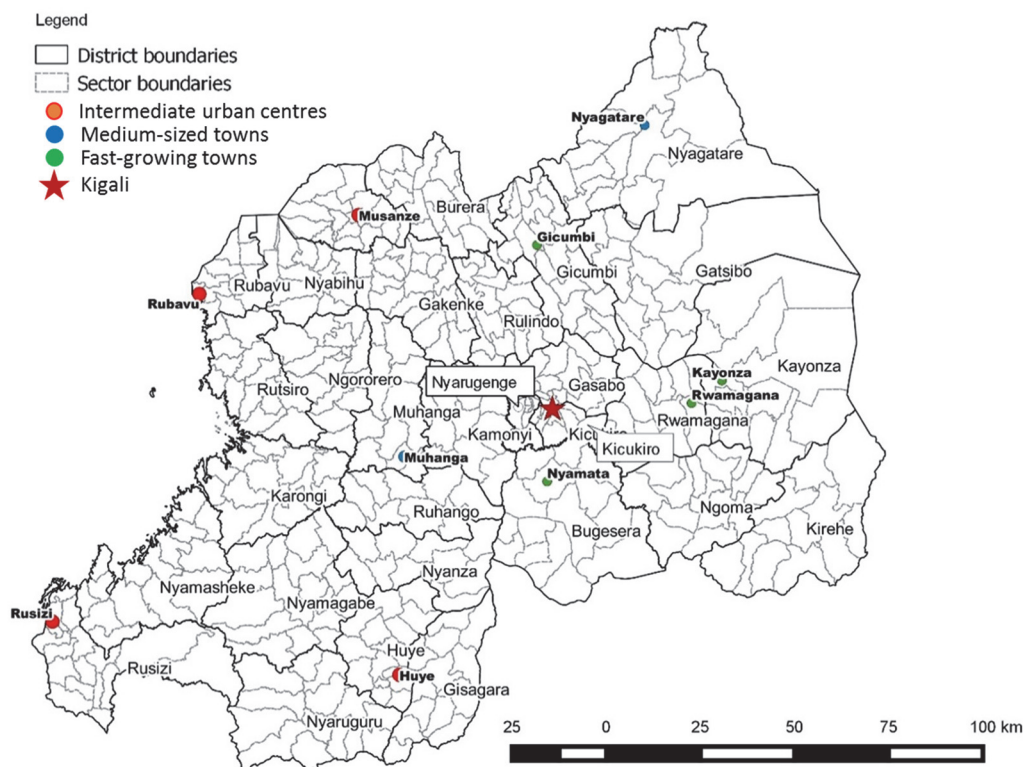 Legend
District boundaries
Sector boundaries
Intermediate urban centres
Medium-sized towns
Fast-growing towns
Kigali
Nyagatare
Nyagatare
Burera
Musanze
Gicumbi
Gicumbi
Gatsibo
Rubavu
Nyabihu
Rubavu
Gakenke
Rulindo
Kayonza
Kayonza
Rwamagana
Rwamagana
Nyarugenge
Gasabo
Ngororero
Rutsiro
Muhanga
Kamonyi
Kicukiro
Kicukiro
Muhanga
Nyamata
Karongi
Ruhango
Ngoma
Bugesera
Kirehe
Nyanza
Nyamasheke
Nyamagabe
Rusizi
Huye
Rusizi
Huye
Gisagara
Nyaruguru
25 0 25 50 75 100 km